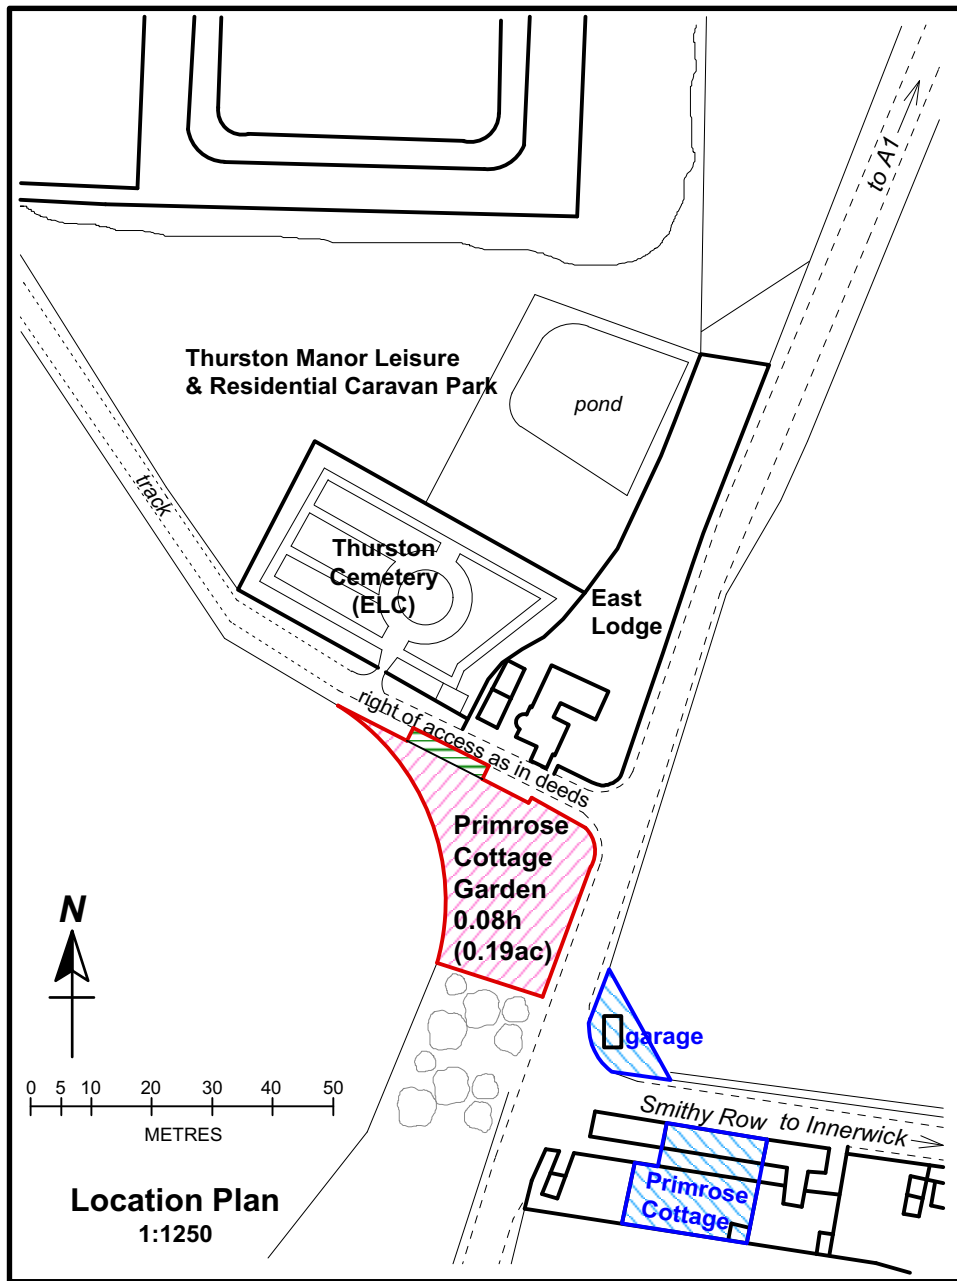 to A1
Thurston Manor Leisure
& Residential Caravan Park
pond
track
Thurston
Cemetery
(ELC)
East
Lodge
right of access as in deeds
Primrose
Cottage
Garden
0.08h
(0.19ac)
N
garage
0 5 10 20 30 40 50
METRES
Smithy Row to Innerwick
Primrose
Cottage
Location Plan
1:1250